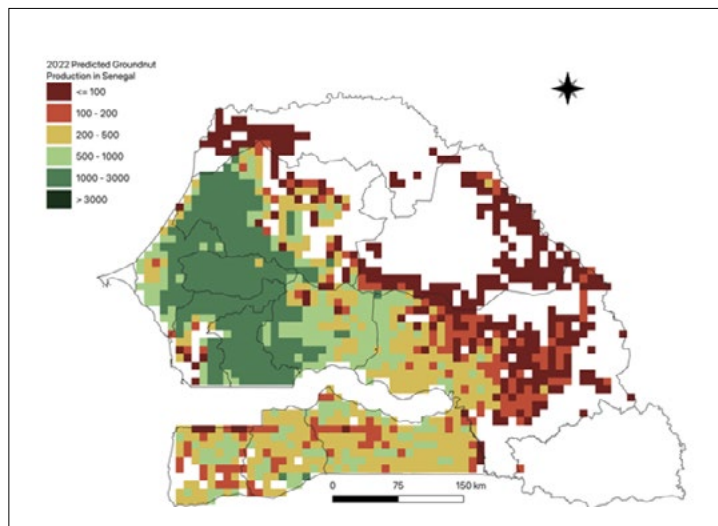 2022 Predicted Groundnut
Production in Senegal
<= 100
100 - 200
200 - 500
500 - 1000
1000 - 3000
> 3000
0 75 150 km